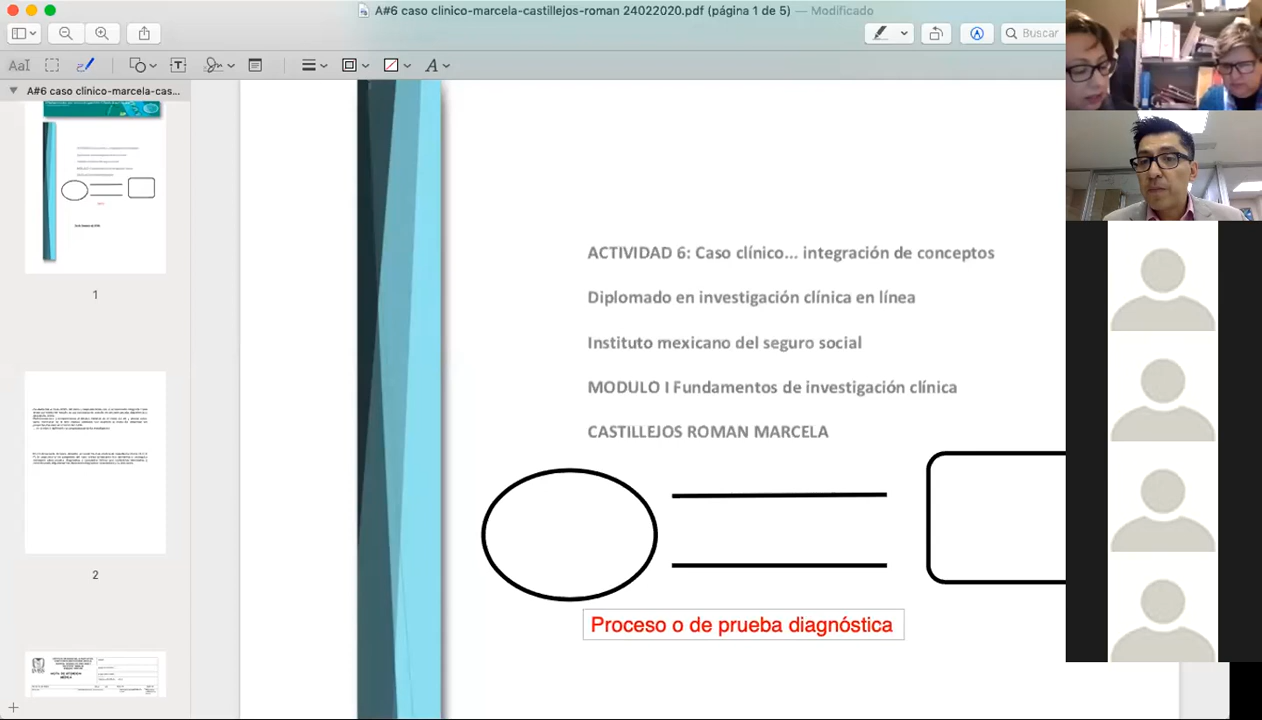 A#6 caso clinico-marcela-castillejos-roman 24022020.pdf (página 1 de 5) — Modificado
Buscar
AaI
T
A
A#6 caso clínico-marcela-cas...
1
2
ACTIVIDAD 6: Caso clínico... integración de conceptos
Diplomado en investigación clínica en línea
Instituto mexicano del seguro social
MODULO I Fundamentos de investigación clínica
CASTILLEJOS ROMAN MARCELA
Proceso o de prueba diagnóstica